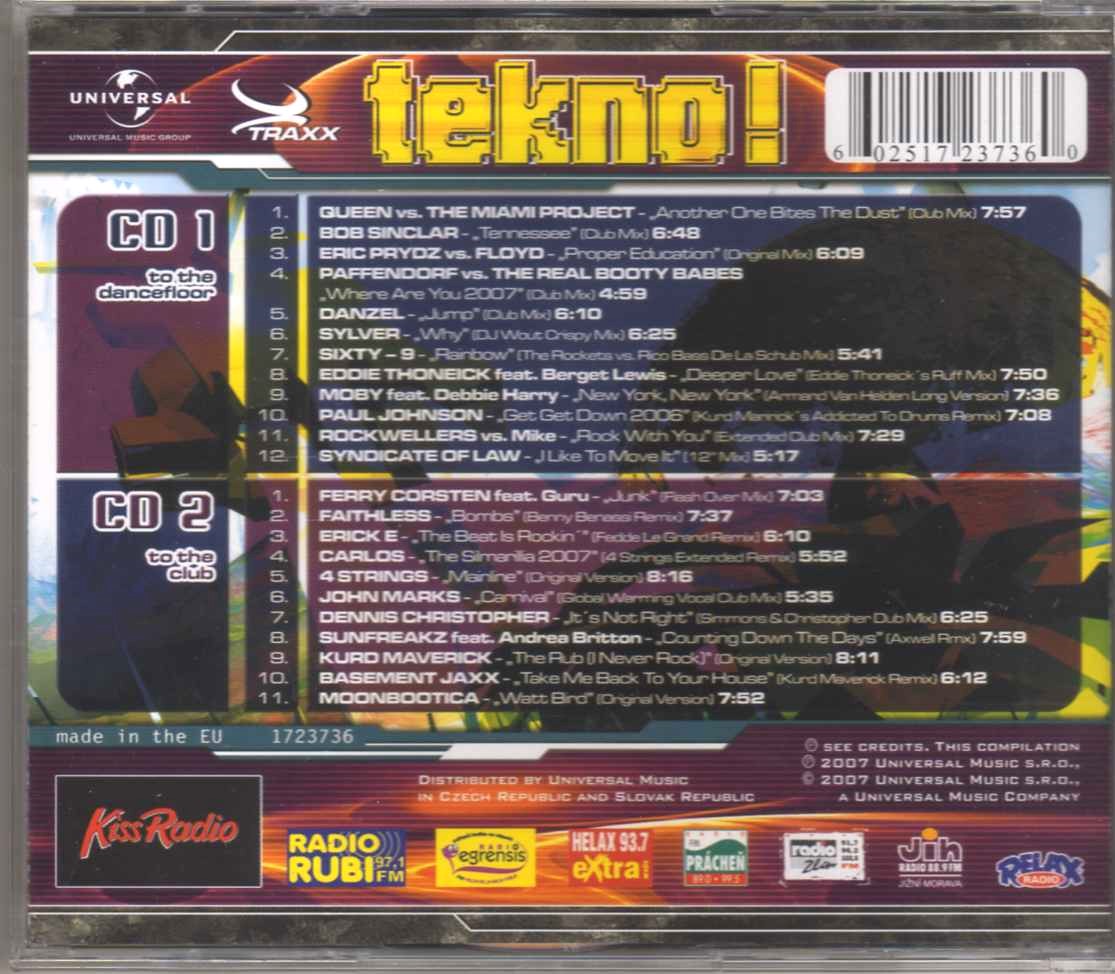 UNIVERSAL
UNIVERSAL MUSIC GROUP
TRAXX
tekno!
6 02517 23736 0
CD 1
to the
dancefloor
1. QUEEN vs. THE MIAMI PROJECT - „Another One Bites The Dust” (Club Mix) 7:57
2. BOB SINCLAR - „Tennessee” (Club Mix) 6:48
3. ERIC PRYDZ vs. FLOYD - „Proper Education” (Original Mix) 6:09
4. PAFFENDORF vs. THE REAL BOOTY BABES
„Where Are You 2007” (Club Mix) 4:59
5. DANZEL - „Jump” (Club Mix) 6:10
6. SYLVER - „Why” (DJ Wout Crispy Mix) 6:25
7. SIXTY – 9 - „Rainbow” (The Rockets vs. Rico Bass De La Schub Mix) 5:41
8. EDDIE THONEICK feat. Berget Lewis - „Deeper Love” (Eddie Thoneick´s Ruff Mix) 7:50
9. MOBY feat. Debbie Harry - „New York, New York” (Armand Van Helden Long Version) 7:36
10. PAUL JOHNSON - „Get Get Down 2006” (Kurd Marrick´s Addicted To Drums Remix) 7:08
11. ROCKWELLERS vs. Mike - „Rock With You” (Extended Club Mix) 7:29
12. SYNDICATE OF LAW - „I Like To Move It” (12” Mix) 5:17
CD 2
to the
club
1. FERRY CORSTEN feat. Guru - „Junk” (Flash Over Mix) 7:03
2. FAITHLESS - „Bombs” (Benny Benassi Remix) 7:37
3. ERICK E - „The Beat Is Rockin´” (Fedde Le Grand Remix) 6:10
4. CARLOS - „The Silmarilia 2007” (4 Strings Extended Remix) 5:52
5. 4 STRINGS - „Mainline” (Original Version) 8:16
6. JOHN MARKS - „Carnival” (Global Warming Vocal Club Mix) 5:35
7. DENNIS CHRISTOPHER - „It´s Not Right” (Simmons & Christopher Dub Mix) 6:25
8. SUNFREAKZ feat. Andrea Britton - „Counting Down The Days” (Axwell Rmx) 7:59
9. KURD MAVERICK - „The Rub (I Never Rock)” (Original Version) 8:11
10. BASEMENT JAXX - „Take Me Back To Your House” (Kurd Maverick Remix) 6:12
11. MOONBOOTICA - „Watt Bird” (Original Version) 7:52
made in the EU 1723736
DISTRIBUTED BY UNIVERSAL MUSIC
IN CZECH REPUBLIC AND SLOVAK REPUBLIC
℗ SEE CREDITS. THIS COMPILATION
℗ 2007 UNIVERSAL MUSIC S.R.O.,
© 2007 UNIVERSAL MUSIC S.R.O.,
A UNIVERSAL MUSIC COMPANY
Kiss Radio
RADIO
RUBI 97,1
FM
RADIO
egrensis
HELAX 93.7
eXtra
RADIO
FM
PRÁCHEŇ
89.0 • 99.5
radio
Zlín
FM
Jih
RADIO 88.9 FM
JIŽNÍ MORAVA
RELAX
RADIO